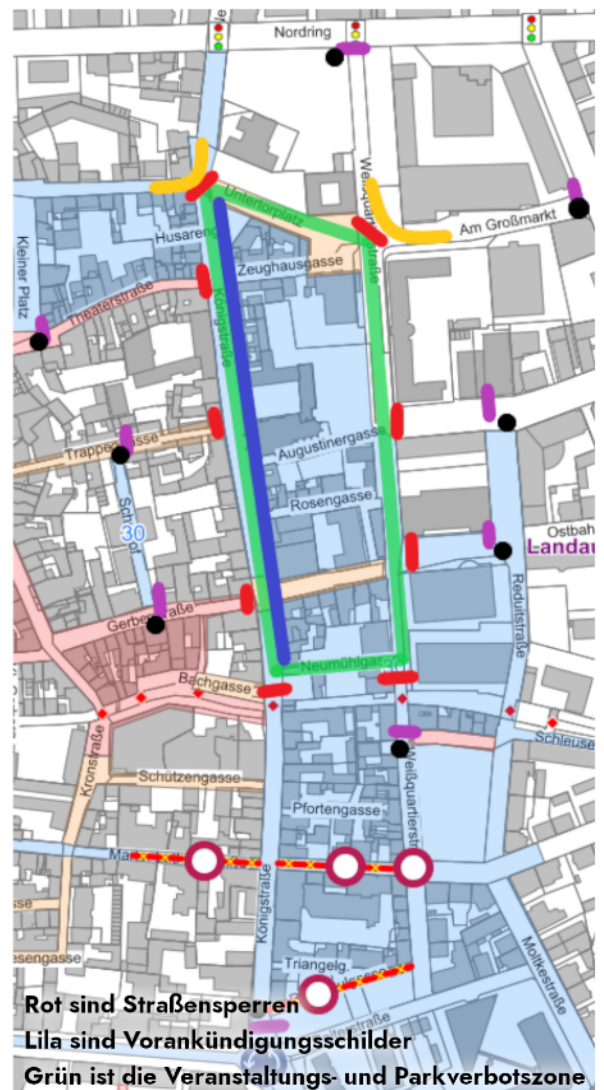 Nordring
Untertorplatz
Weißquartierstraße
Am Großmarkt
Husareng
Zeughausgasse
Kleiner Platz
Theaterstraße
Königstraße
Augustinergasse
Rosengasse
30
Ostbah
Landau
Reduitstraße
Gerberstraße
Neumühlgasse
Bachgasse
Schleuse
Kronstraße
Weißquartierstr
Schützengasse
Pfortengasse
Königstraße
Triangelg.
Moltkestraße
Rot sind Straßensperren
Lila sind Vorankündigungsschilder
Grün ist die Veranstaltungs- und Parkverbotszone